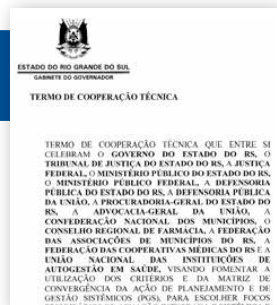 ESTADO DO RIO GRANDE DO SUL
GABINETE DO GOVERNADOR
TERMO DE COOPERAÇÃO TÉCNICA
TERMO DE COOPERAÇÃO TÉCNICA QUE ENTRE SI
CELEBRAM O GOVERNO DO ESTADO DO RS, O
TRIBUNAL DE JUSTIÇA DO ESTADO DO RS, A JUSTIÇA
FEDERAL, O MINISTÉRIO PÚBLICO DO ESTADO DO RS,
O MINISTÉRIO PÚBLICO FEDERAL, A DEFENSORIA
PÚBLICA DO ESTADO DO RS, A DEFENSORIA PÚBLICA
DA UNIÃO, A PROCURADORIA-GERAL DO ESTADO DO
RS, A ADVOCACIA-GERAL DA UNIÃO, A
CONFEDERAÇÃO NACIONAL DOS MUNICÍPIOS, O
CONSELHO REGIONAL DE FARMÁCIA, A FEDERAÇÃO
DAS ASSOCIAÇÕES DE MUNICÍPIOS DO RS, A
FEDERAÇÃO DAS COOPERATIVAS MÉDICAS DO RS E A
UNIÃO NACIONAL DAS INSTITUIÇÕES DE
AUTOGESTÃO EM SAÚDE, VISANDO FOMENTAR A
UTILIZAÇÃO DOS CRITÉRIOS E DA MATRIZ DE
CONVERGÊNCIA DA AÇÃO DE PLANEJAMENTO E DE
GESTÃO SISTÊMICOS (PGS), PARA ESCOLHER FOCOS